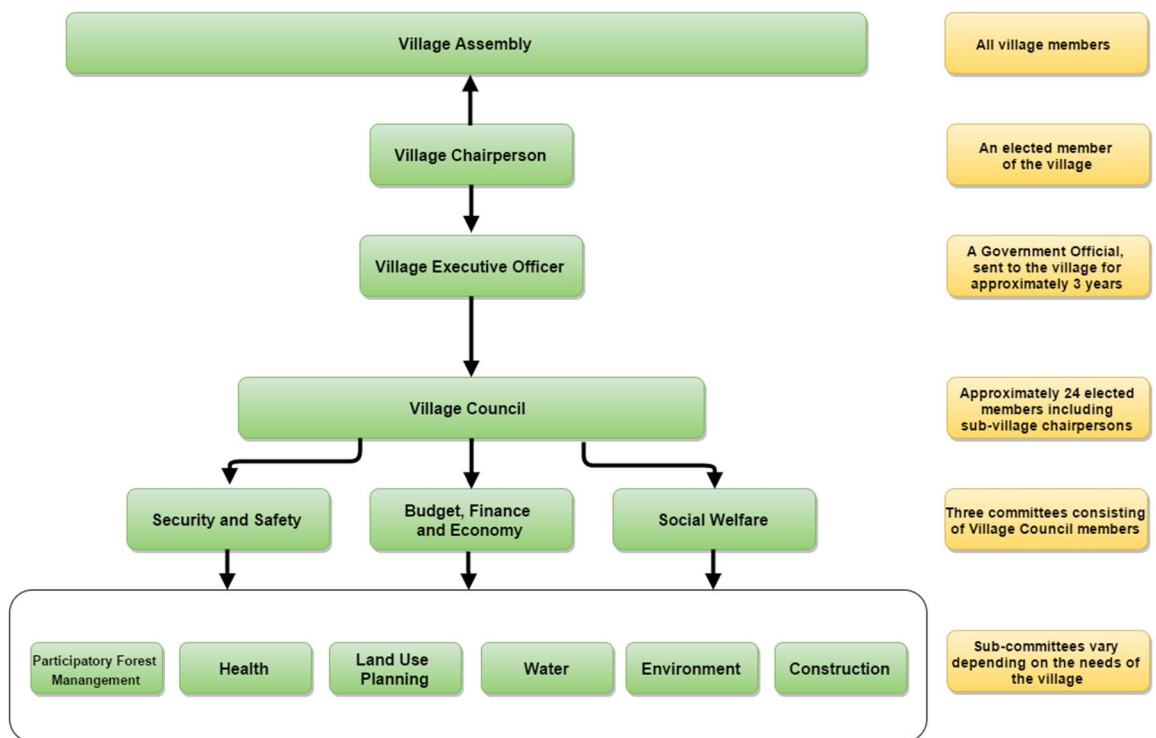 Village Assembly
All village members
Village Chairperson
An elected member
of the village
Village Executive Officer
A Government Official,
sent to the village for
approximately 3 years
Village Council
Approximately 24 elected
members including
sub-village chairpersons
Security and Safety
Budget, Finance
and Economy
Social Welfare
Three committees consisting
of Village Council members
Participatory Forest
Manangement
Health
Land Use
Planning
Water
Environment
Construction
Sub-committees vary
depending on the needs of
the village